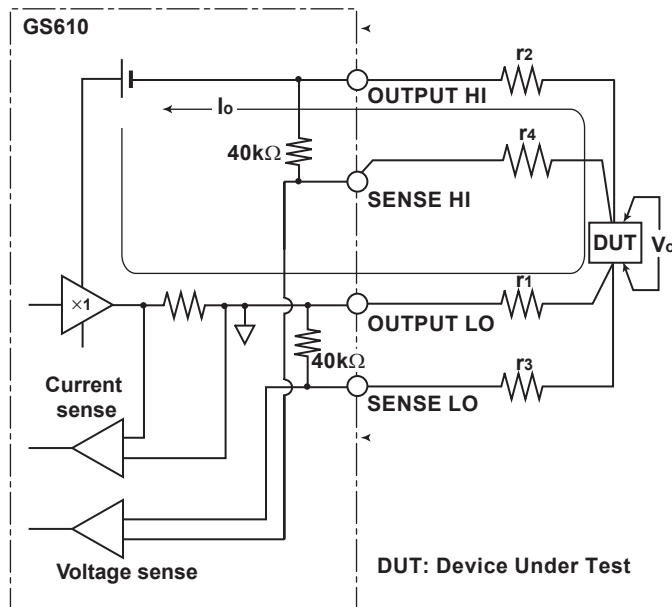 GS610
r2
OUTPUT HI
Io
r4
40kΩ
SENSE HI
DUT
Vo
r1
×1
OUTPUT LO
40kΩ
r3
Current
sense
SENSE LO
Voltage sense
DUT: Device Under Test